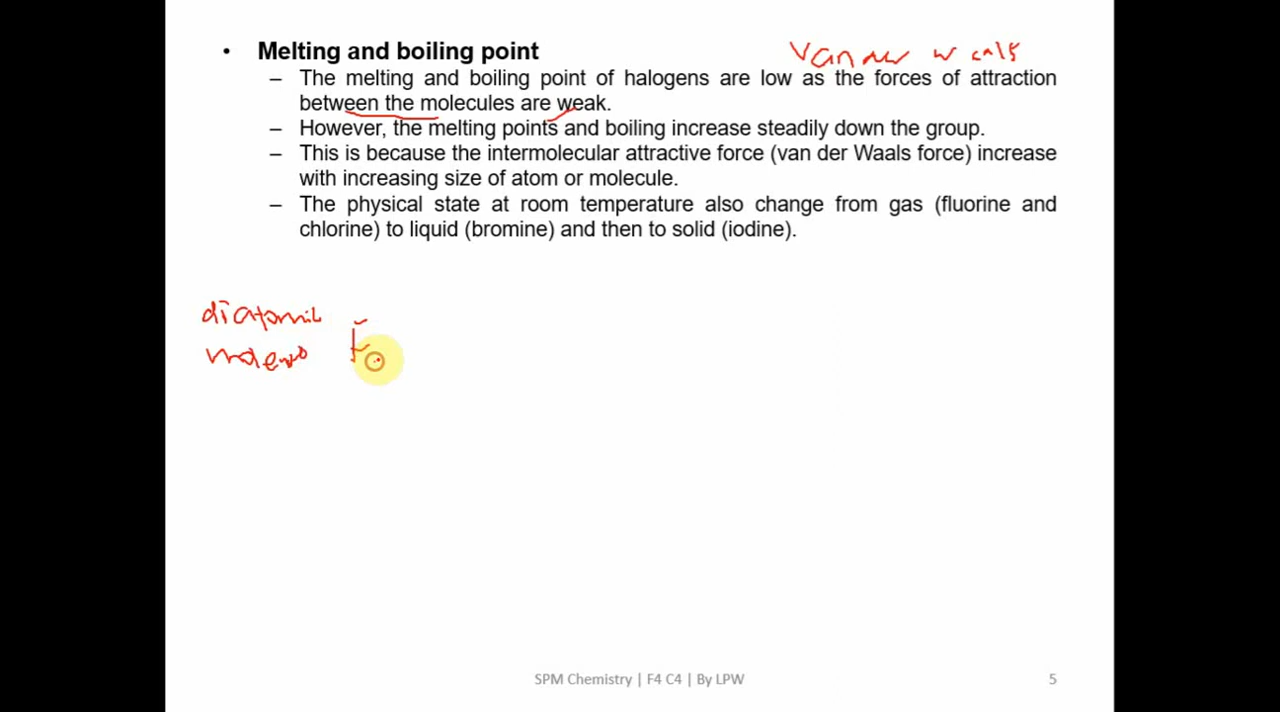 • Melting and boiling point
van der waals
– The melting and boiling point of halogens are low as the forces of attraction
between the molecules are weak.
– However, the melting points and boiling increase steadily down the group.
– This is because the intermolecular attractive force (van der Waals force) increase
with increasing size of atom or molecule.
– The physical state at room temperature also change from gas (fluorine and
chlorine) to liquid (bromine) and then to solid (iodine).
diatomic
F
SPM Chemistry | F4 C4 | By LPW
5